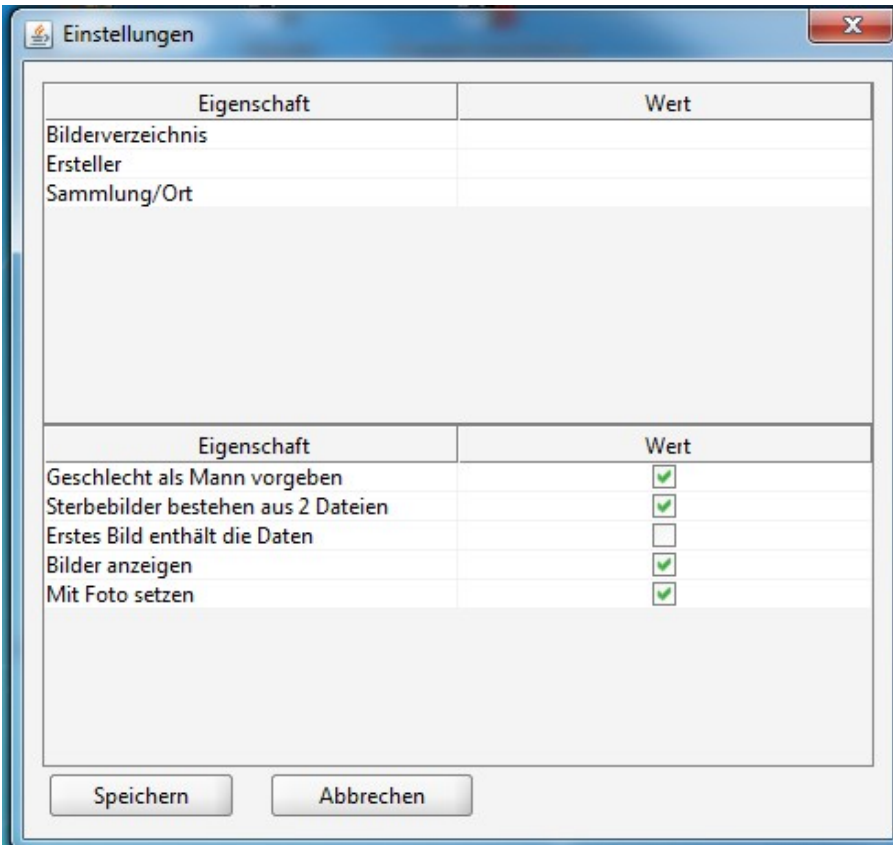 Einstellungen
Eigenschaft Wert
Bilderverzeichnis
Ersteller
Sammlung/Ort
Eigenschaft Wert
Geschlecht als Mann vorgeben
Sterbebilder bestehen aus 2 Dateien
Erstes Bild enthält die Daten
Bilder anzeigen
Mit Foto setzen
Speichern Abbrechen